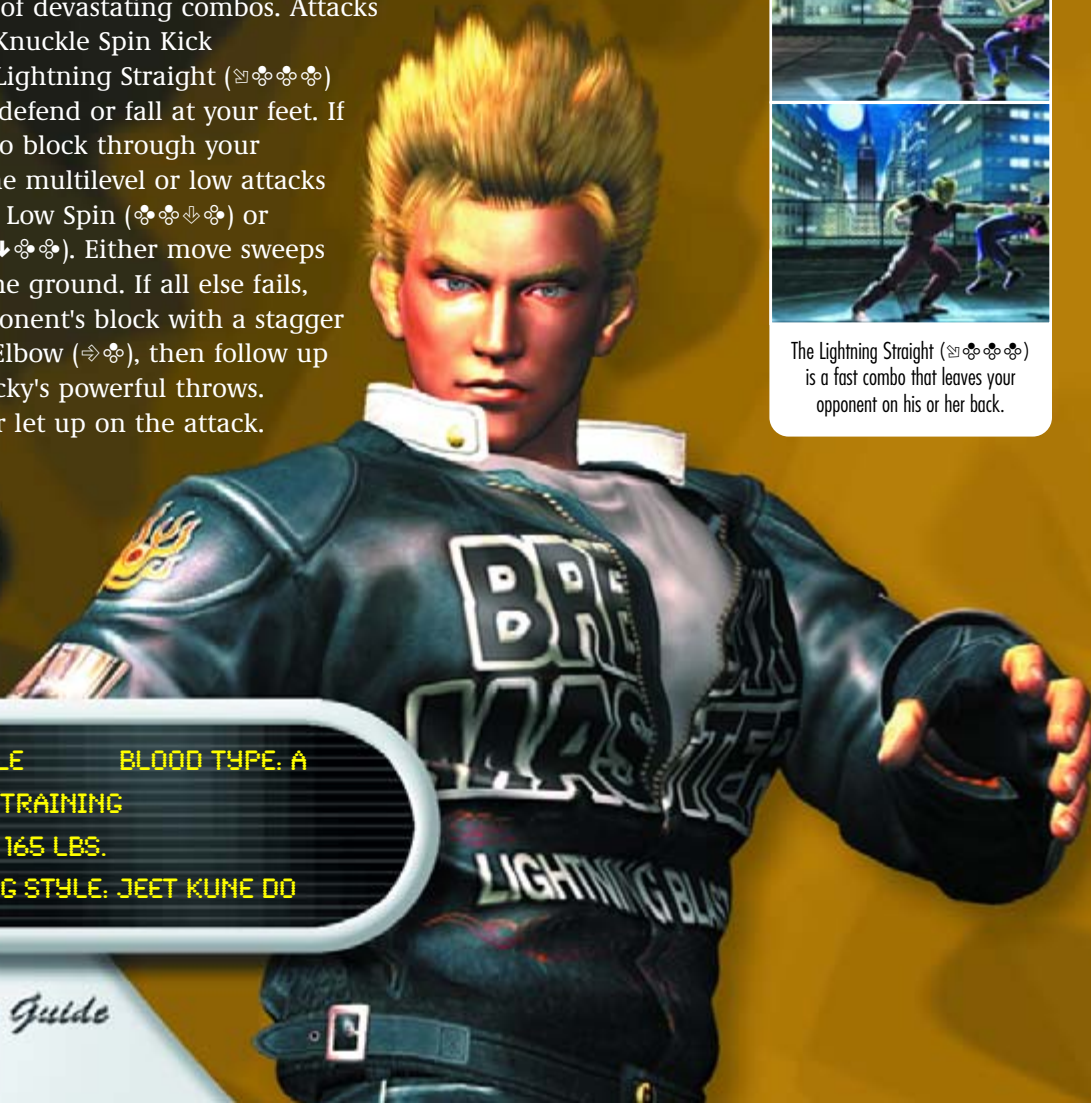 of devastating combos. Attacks
Knuckle Spin Kick
Lightning Straight (⬂✥✥✥)
defend or fall at your feet. If
o block through your
ne multilevel or low attacks
Low Spin (✥✥⇩✥) or
⬇✥✥). Either move sweeps
he ground. If all else fails,
ponent's block with a stagger
Elbow (⇨✥), then follow up
cky's powerful throws.
r let up on the attack.
The Lightning Straight (⬂✥✥✥)
is a fast combo that leaves your
opponent on his or her back.
LE BLOOD TYPE: A
TRAINING
165 LBS.
G STYLE: JEET KUNE DO
LIGHTNING BLAST
Guide